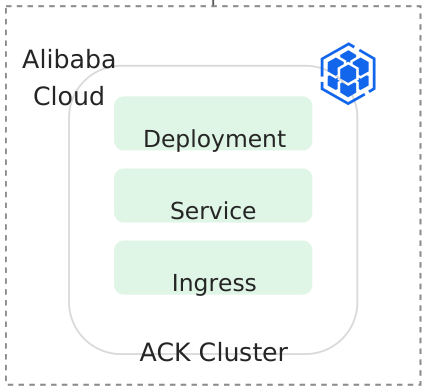 Alibaba
Cloud
Deployment
Service
Ingress
ACK Cluster